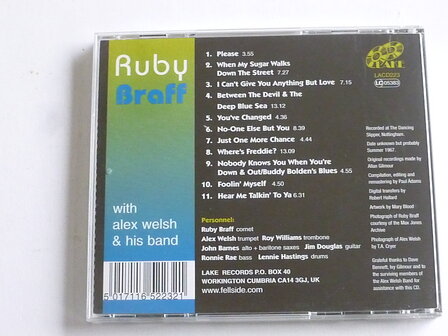 Ruby
Braff
with
alex welsh
& his band
1. Please 3.55
2. When My Sugar Walks
Down The Street 7.27
3. I Can't Give You Anything But Love 7.15
4. Between The Devil & The
Deep Blue Sea 13.12
5. You've Changed 4.36
6. No-One Else But You 8.39
7. Just One More Chance 4.44
8. Where's Freddie? 13.09
9. Nobody Knows You When You're
Down & Out/Buddy Bolden's Blues 4.55
10. Foolin' Myself 4.50
11. Hear Me Talkin' To Ya 6.31
Personnel:
Ruby Braff cornet
Alex Welsh trumpet Roy Williams trombone
John Barnes alto + baritone saxes Jim Douglas guitar
Ronnie Rae bass Lennie Hastings drums
LAKE RECORDS P.O. BOX 40
WORKINGTON CUMBRIA CA14 3GJ, UK
www.fellside.com
LAKE
LACD223
LC 05383
Recorded at The Dancing
Slipper, Nottingham.
Date unknown but probably
Summer 1967.
Original recordings made by
Allan Gilmour
Compilation, editing and
remastering by Paul Adams
Digital transfers by
Robert Hallard
Artwork by Mary Blood
Photograph of Ruby Braff
courtesy of the Max Jones
Archive
Photograph of Alex Welsh
by T.A. Cryer
Grateful thanks to Dave
Bennett, Gilmour and to
the surviving members of
the Alex Welsh Band for
assistance with this CD.
5 017116 522321